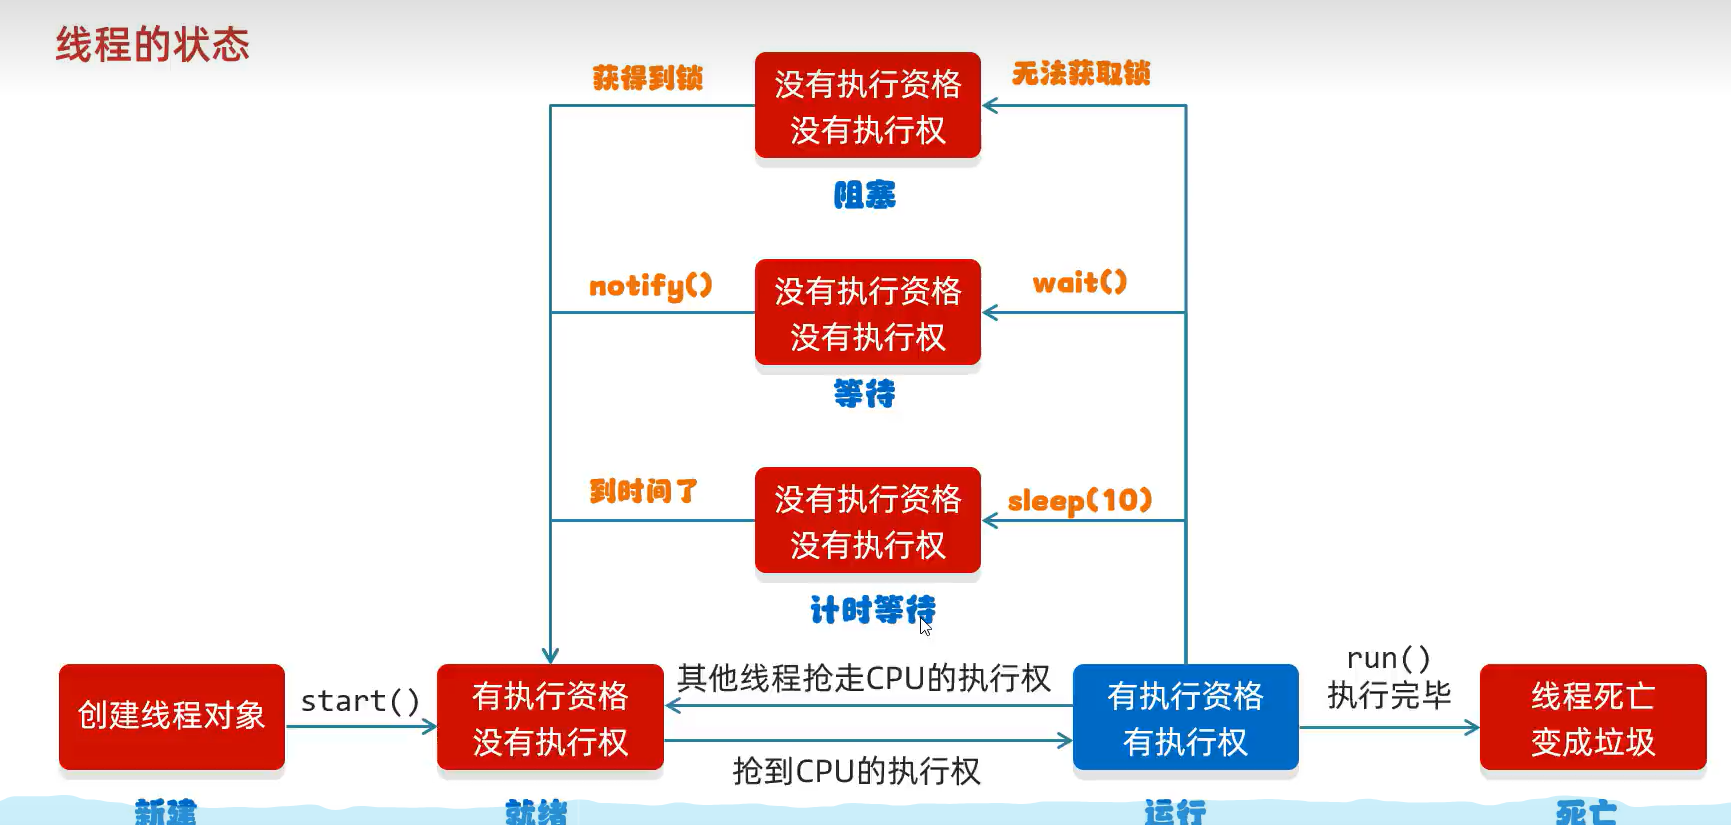 线程的状态
获得到锁
没有执行资格
没有执行权
无法获取锁
阻塞
notify()
没有执行资格
没有执行权
wait()
等待
到时间了
没有执行资格
没有执行权
sleep(10)
计时等待
创建线程对象
start()
有执行资格
没有执行权
其他线程抢走CPU的执行权
抢到CPU的执行权
有执行资格
有执行权
run()
执行完毕
线程死亡
变成垃圾
新建
就绪
运行
死亡